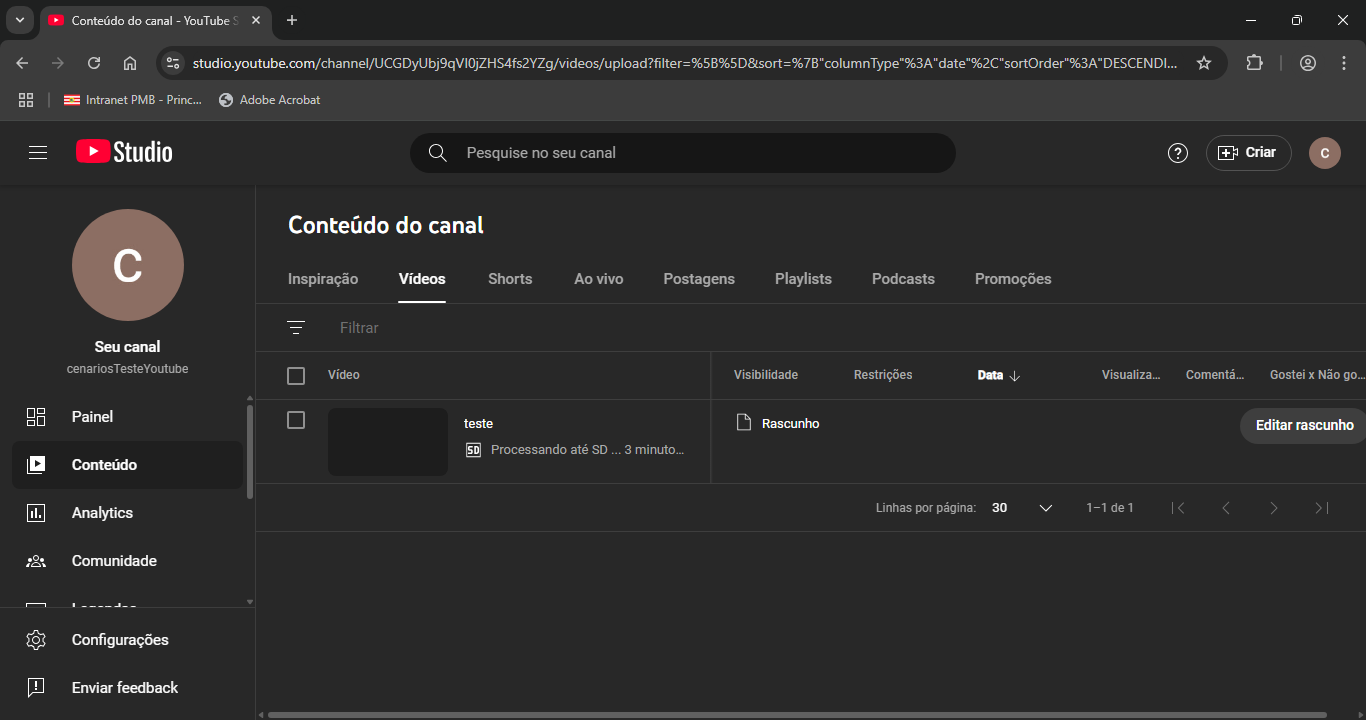 Conteúdo do canal - YouTube S
studio.youtube.com/channel/UCGDyUbj9qVI0jZHS4fs2YZg/videos/upload?filter=%5B%5D&sort=%7B"columnType"%3A"date"%2C"sortOrder"%3A"DESCENDI...
Intranet PMB - Princ...
Adobe Acrobat
Studio
Pesquise no seu canal
Criar
C
C
Seu canal
cenariosTesteYoutube
Painel
Conteúdo
Analytics
Comunidade
Legendas
Configurações
Enviar feedback
Conteúdo do canal
Inspiração Vídeos Shorts Ao vivo Postagens Playlists Podcasts Promoções
Filtrar
Vídeo Visibilidade Restrições Data Visualiza... Comentá... Gostei x Não go...
teste Rascunho Editar rascunho
SD Processando até SD ... 3 minuto...
Linhas por página: 30 1–1 de 1